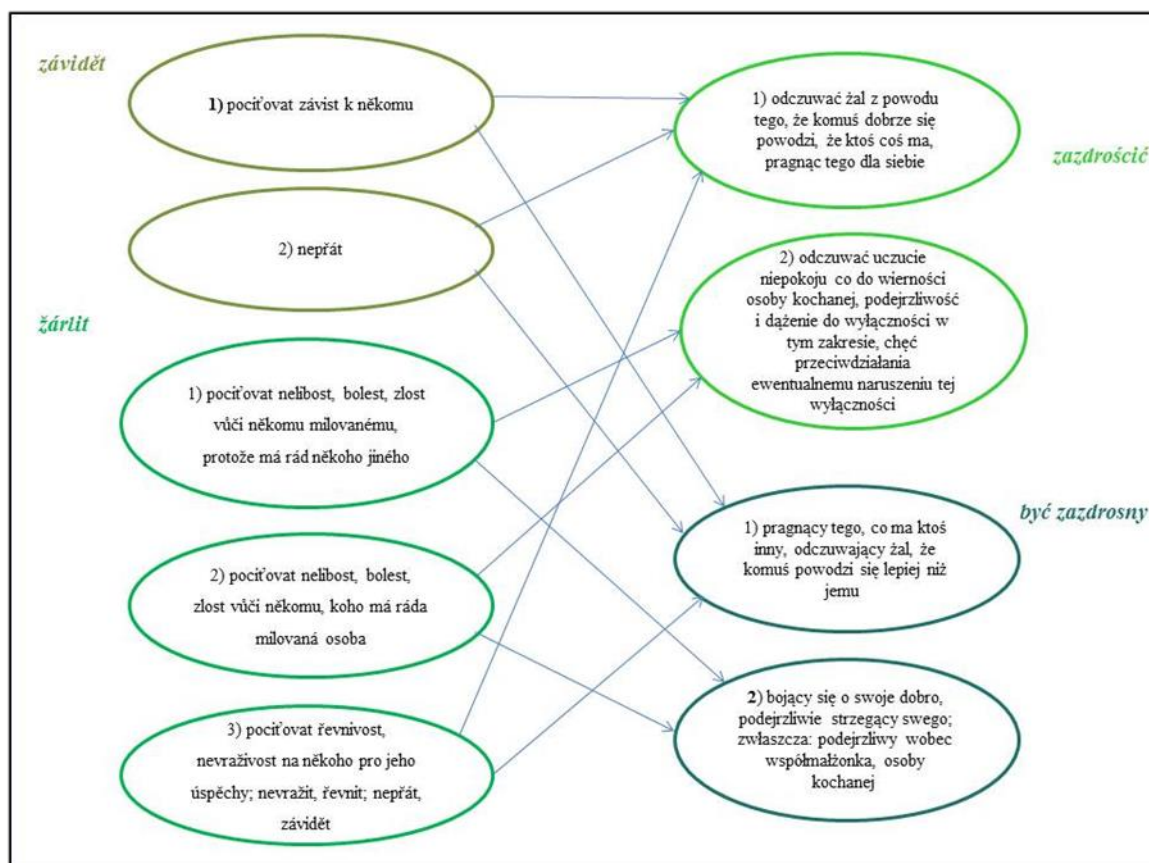 závidět
1) pociťovat závist k někomu
2) nepřát
žárlit
1) pociťovat nelibost, bolest, zlost
vůči někomu milovanému,
protože má rád někoho jiného
2) pociťovat nelibost, bolest,
zlost vůči někomu, koho má ráda
milovaná osoba
3) pociťovat řevnivost,
nevraživost na někoho pro jeho
úspěchy; nevražit, řevnit; nepřát,
závidět
1) odczuwać żal z powodu
tego, że komuś dobrze się
powodzi, że ktoś coś ma,
pragnąc tego dla siebie
zazdrościć
2) odczuwać uczucie
niepokoju co do wierności
osoby kochanej, podejrzliwość
i dążenie do wyłączności w
tym zakresie, chęć
przeciwdziałania
ewentualnemu naruszeniu tej
wyłączności
być zazdrosny
1) pragnący tego, co ma ktoś
inny, odczuwający żal, że
komuś powodzi się lepiej niż
jemu
2) bojący się o swoje dobro,
podejrzliwie strzegący swego;
zwłaszcza: podejrzliwy wobec
współmałżonka, osoby
kochanej